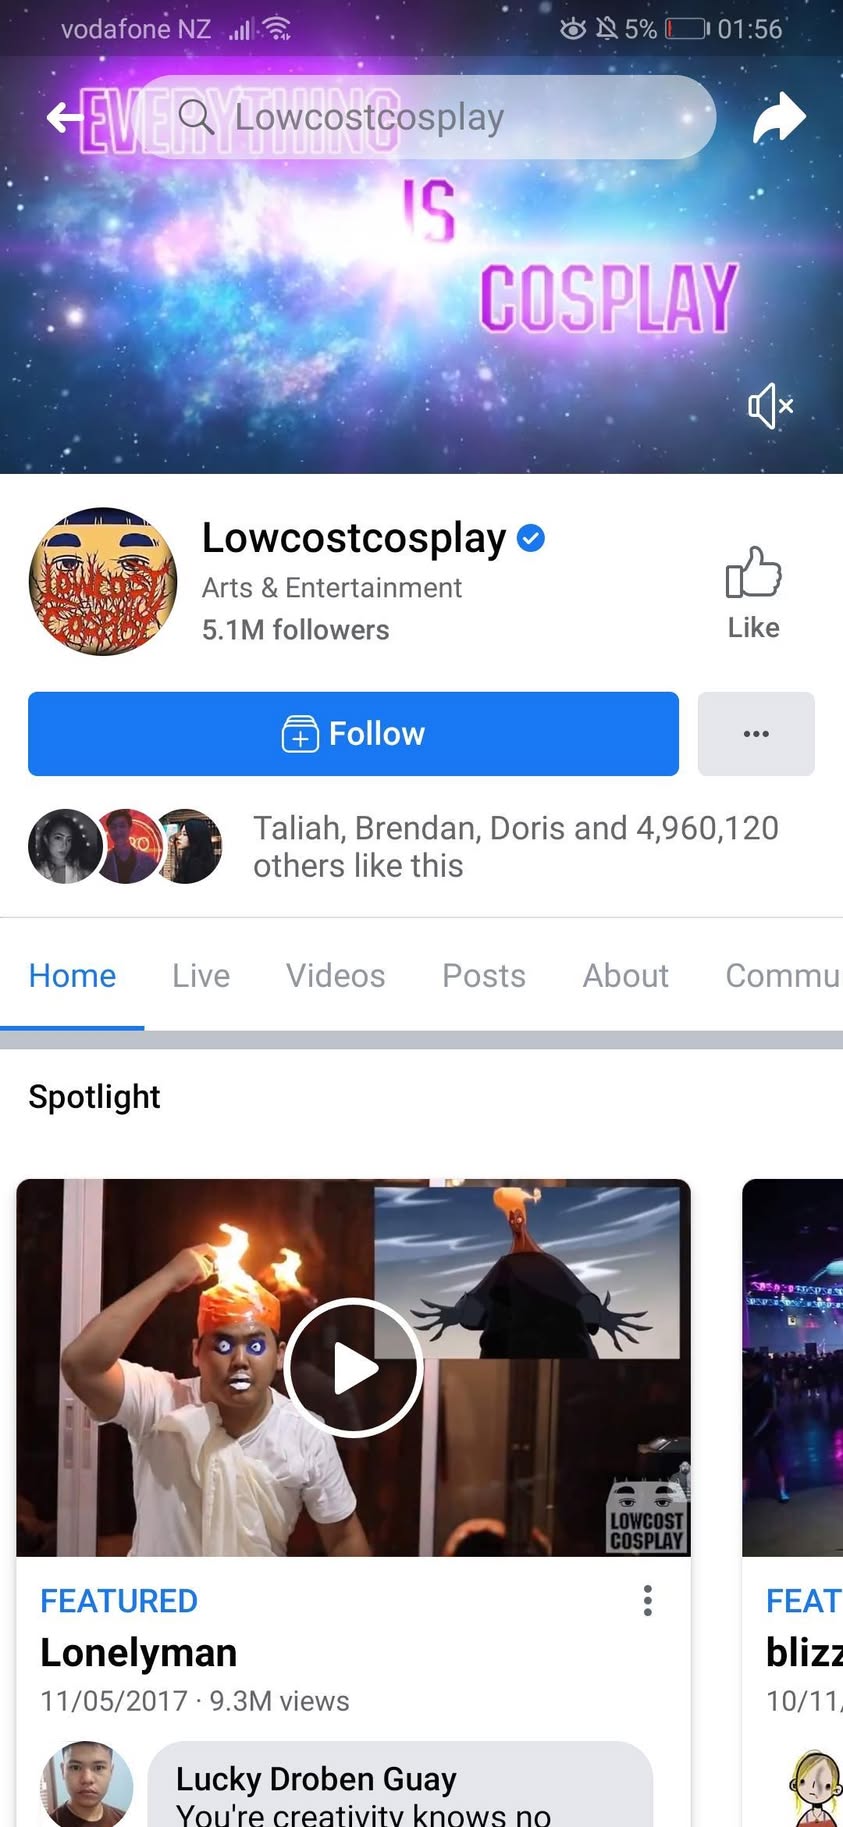 vodafone NZ 5% 01:56
EVERYTHING
Lowcostcosplay
IS
COSPLAY
LOWCOST
COSPLAY
Lowcostcosplay
Arts & Entertainment
5.1M followers
Like
Follow
Taliah, Brendan, Doris and 4,960,120
others like this
Home Live Videos Posts About Commu
Spotlight
LOWCOST
COSPLAY
FEATURED
Lonelyman
11/05/2017 · 9.3M views
Lucky Droben Guay
You're creativity knows no
FEAT
blizz
10/11/